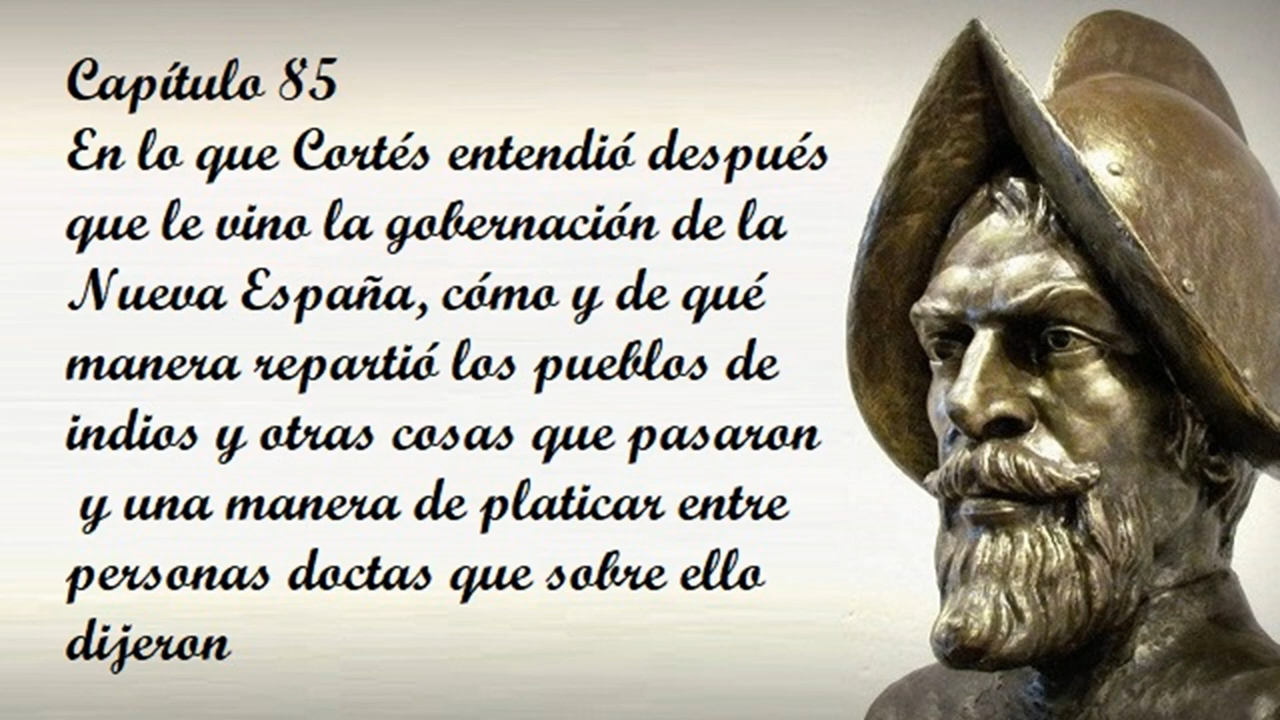 Capítulo 85
En lo que Cortés entendió después
que le vino la gobernación de la
Nueva España, cómo y de qué
manera repartió los pueblos de
indios y otras cosas que pasaron
y una manera de platicar entre
personas doctas que sobre ello
dijeron